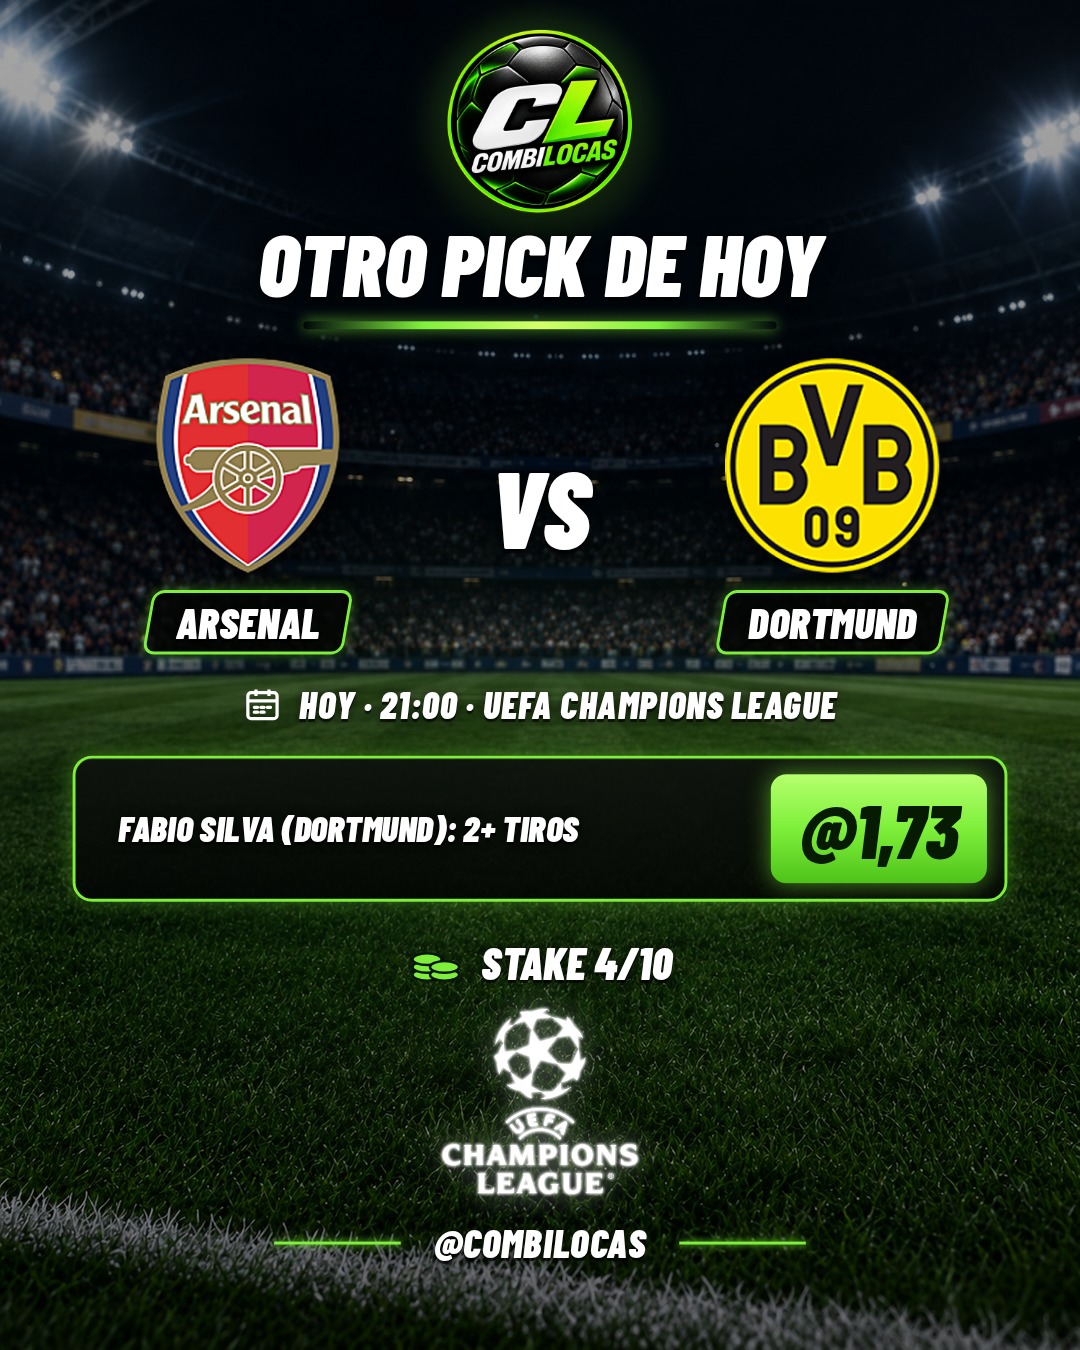 CL
COMBILOCAS
OTRO PICK DE HOY
Arsenal
BVB
09
VS
ARSENAL
DORTMUND
HOY · 21:00 · UEFA CHAMPIONS LEAGUE
FABIO SILVA (DORTMUND): 2+ TIROS
@1,73
STAKE 4/10
UEFA
CHAMPIONS
LEAGUE®
@COMBILOCAS